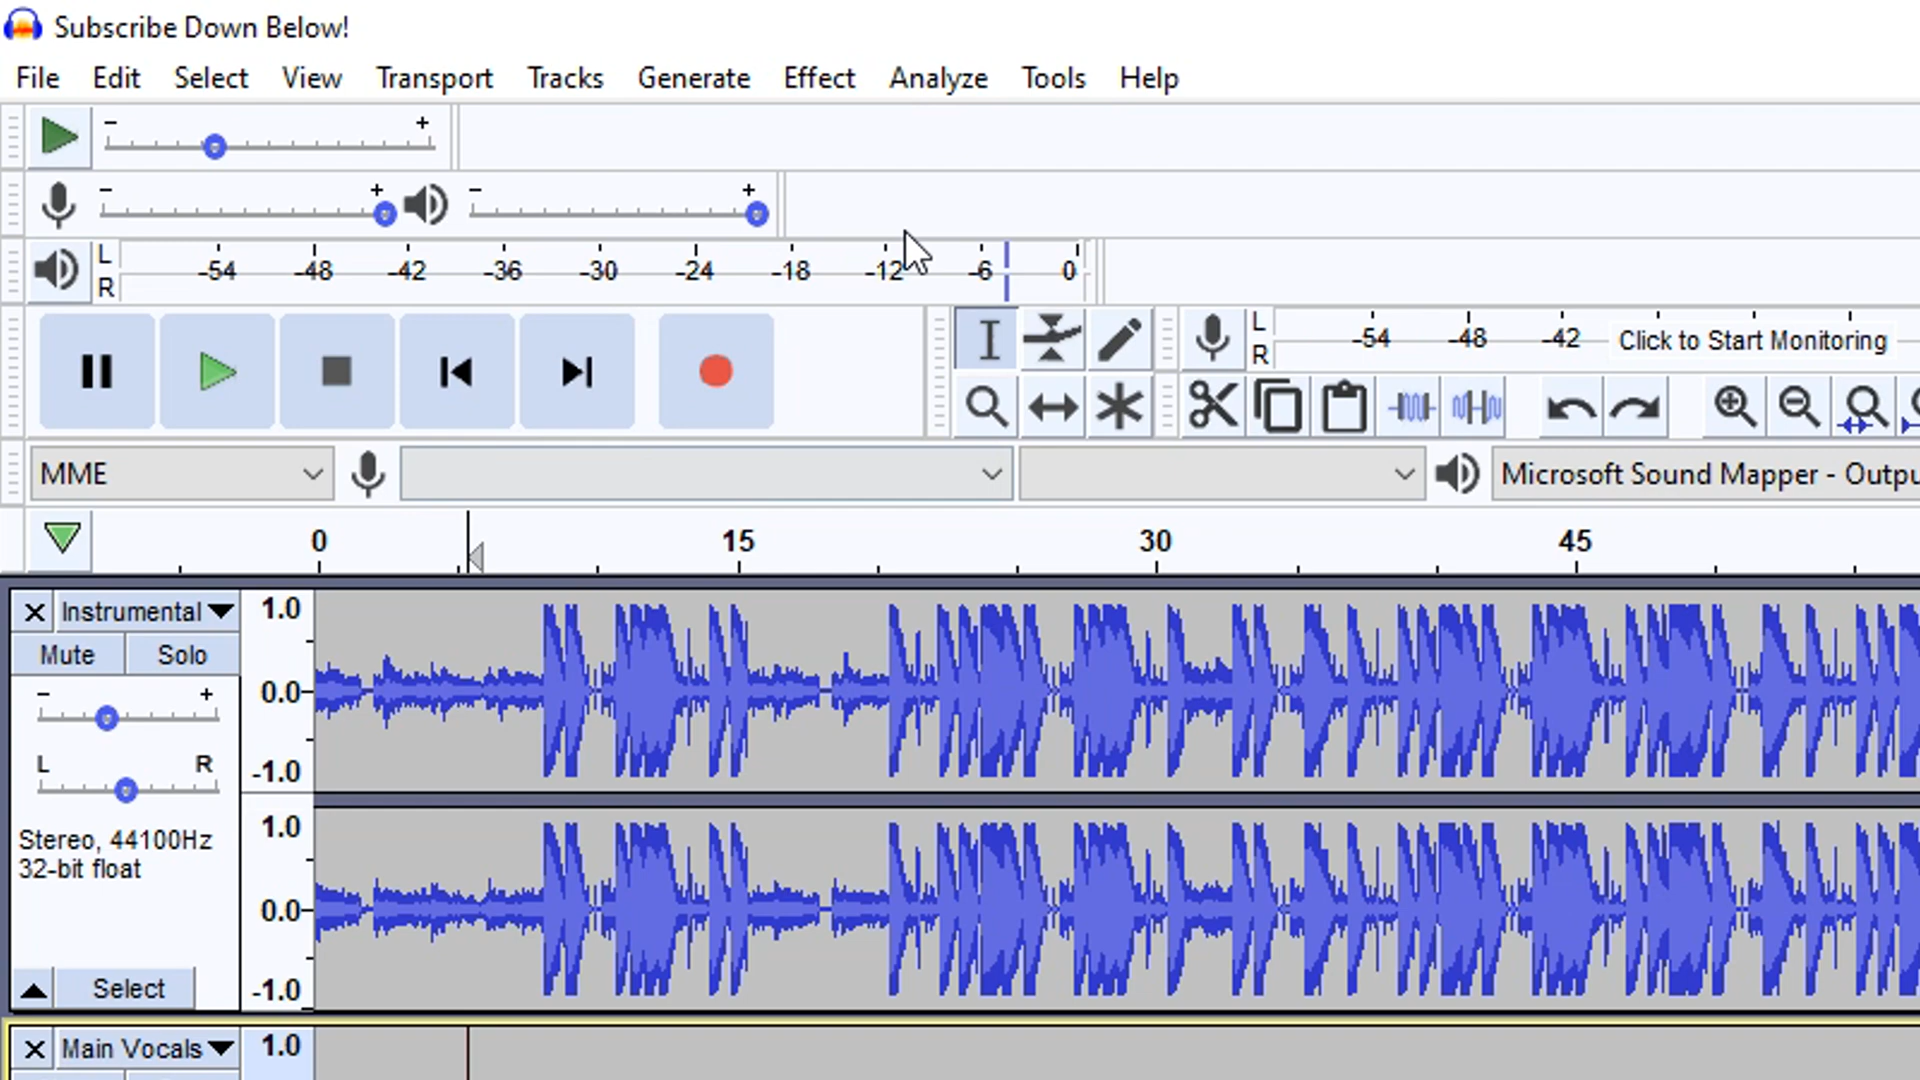 Subscribe Down Below!
File Edit Select View Transport Tracks Generate Effect Analyze Tools Help
- +
- + - +
L
R
-54 -48 -42 -36 -30 -24 -18 -12 -6 0
L
R
-54 -48 -42 Click to Start Monitoring
MME
Microsoft Sound Mapper - Outpu
0 15 30 45
Instrumental
Mute Solo
- +
L R
Stereo, 44100Hz
32-bit float
Select
1.0
0.0
-1.0
1.0
0.0
-1.0
Main Vocals
1.0